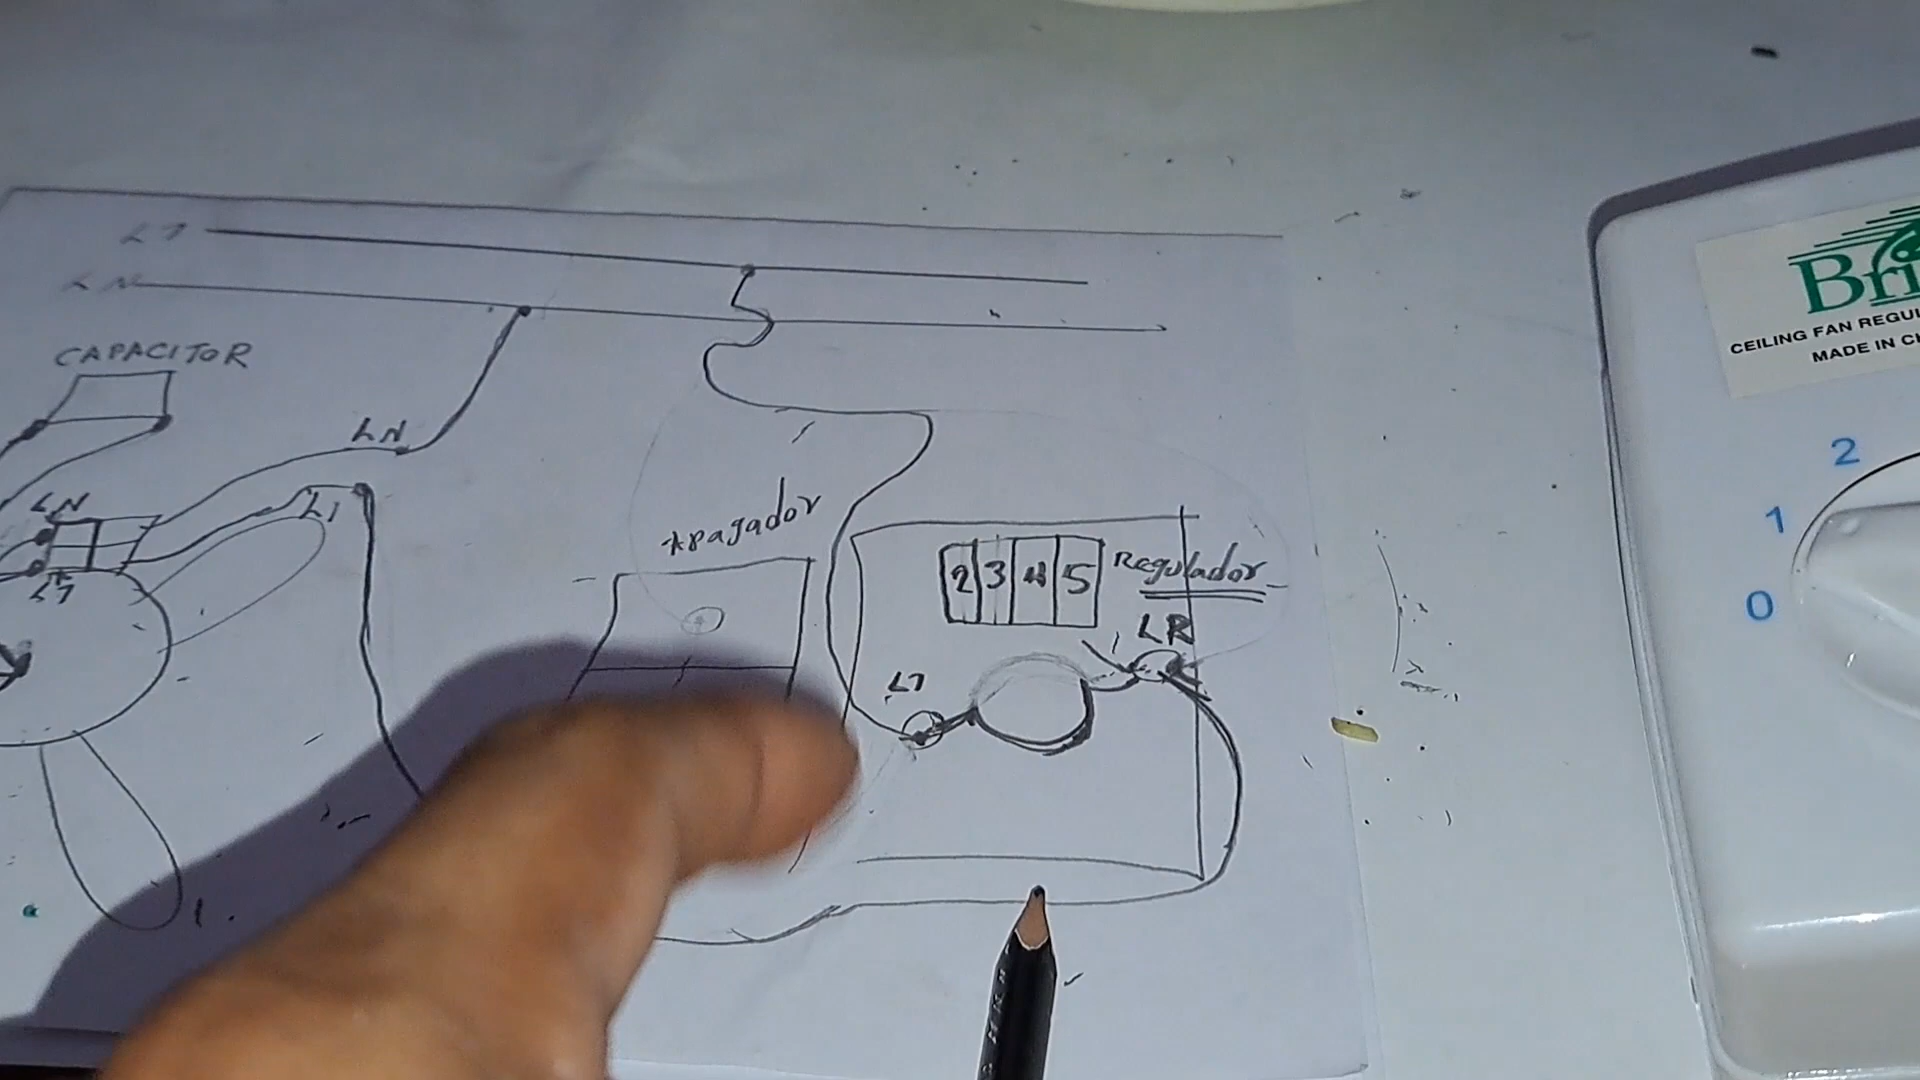 L1
LN
CAPACITOR
LN
LN
L1
L1
Apagador
2 3 4 5
Regulador
LR
L1
Bri
CEILING FAN REGU
MADE IN C
2
1
0